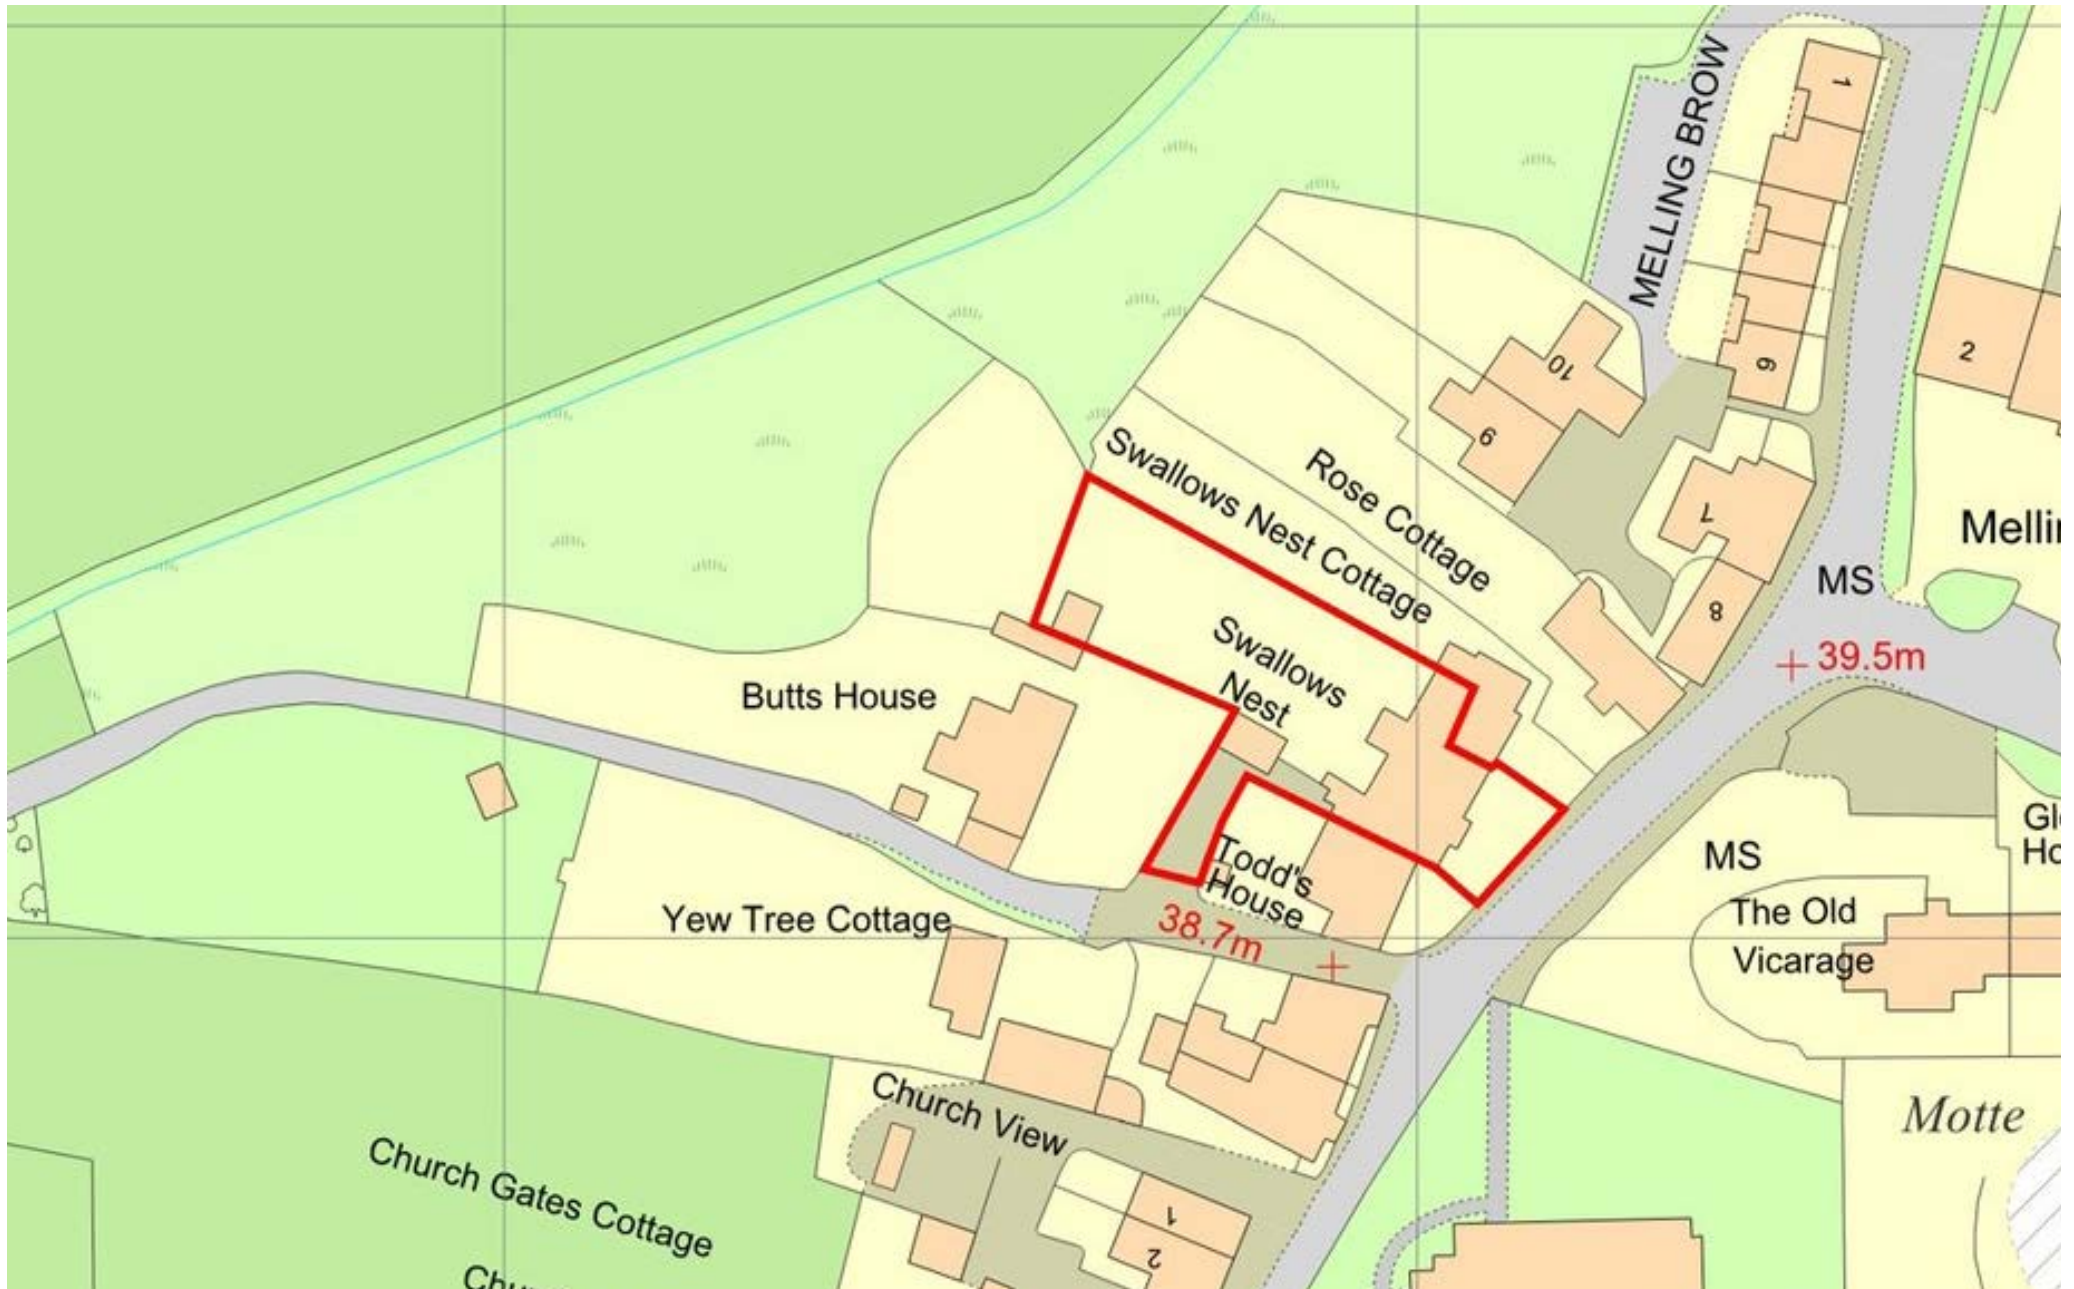 MELLING BROW
1
2
10
6
9
Swallows Nest Cottage
Rose Cottage
7
MS
8
39.5m
Swallows
Nest
Butts House
Todd's
House
MS
Yew Tree Cottage
38.7m
The Old
Vicarage
Church View
Motte
Church Gates Cottage
1
2